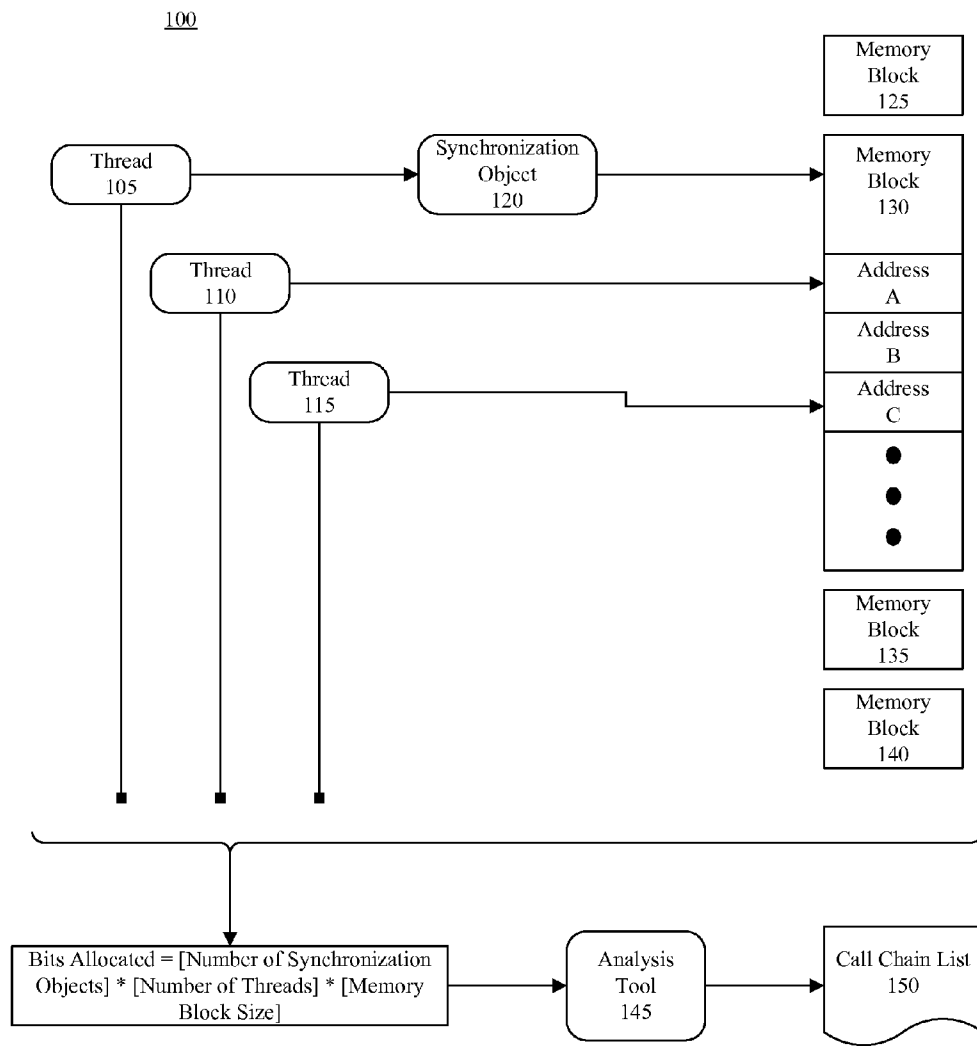 100
Memory
Block
125
Thread
105
Synchronization
Object
120
Memory
Block
130
Thread
110
Address
A
Address
B
Thread
115
Address
C
Memory
Block
135
Memory
Block
140
Bits Allocated = [Number of Synchronization
Objects] * [Number of Threads] * [Memory
Block Size]
Analysis
Tool
145
Call Chain List
150